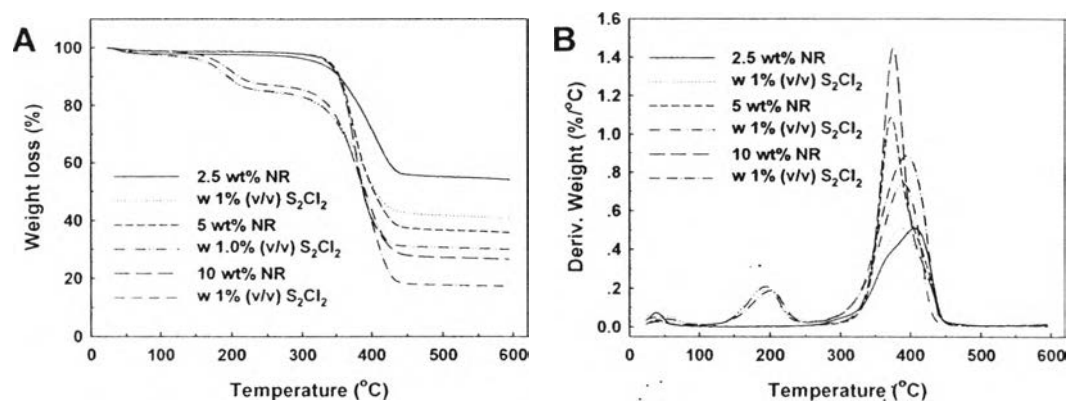 A
Weight loss (%)
100
80
60
40
20
0
2.5 wt% NR
w 1% (v/v) S₂Cl₂
5 wt% NR
w 1.0% (v/v) S₂Cl₂
10 wt% NR
w 1% (v/v) S₂Cl₂
0 100 200 300 400 500 600
Temperature (°C)
B
Deriv. Weight (%/°C)
1.6
1.4
1.2
1.0
.8
.6
.4
.2
0.0
2.5 wt% NR
w 1% (v/v) S₂Cl₂
5 wt% NR
w 1% (v/v) S₂Cl₂
10 wt% NR
w 1% (v/v) S₂Cl₂
0 100 200 300 400 500 600
Temperature (°C)